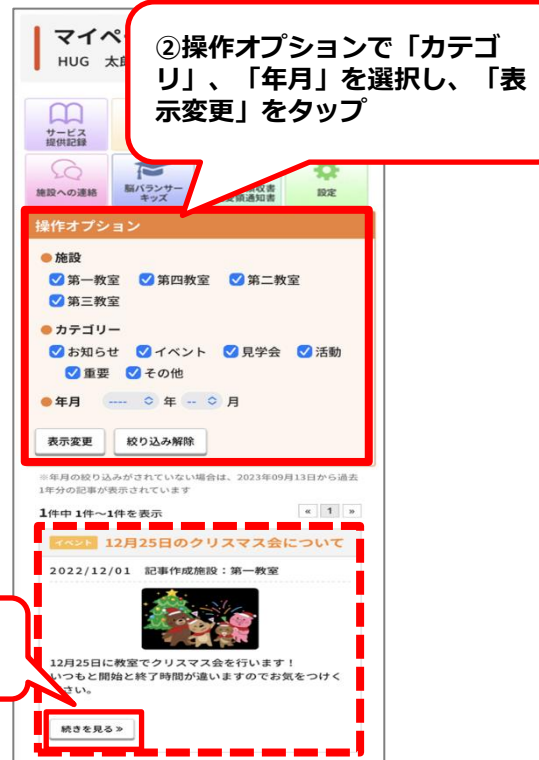 マイペ
HUG 太郎
②操作オプションで「カテゴ
リ」、「年月」を選択し、「表
示変更」をタップ
サービス
提供記録
施設への連絡
脳バランサー
キッズ
収書
領通知書
設定
操作オプション
施設
第一教室 第四教室 第二教室
第三教室
カテゴリー
お知らせ イベント 見学会 活動
重要 その他
年月 ---- 年 -- 月
表示変更 絞り込み解除
※年月の絞り込みがされていない場合は、2023年09月13日から過去
1年分の記事が表示されています
1件中 1件～1件を表示 « 1 »
イベント 12月25日のクリスマス会について
2022/12/01 記事作成施設：第一教室
12月25日に教室でクリスマス会を行います！
いつもと開始と終了時間が違いますのでお気をつけく
さい。
続きを見る»